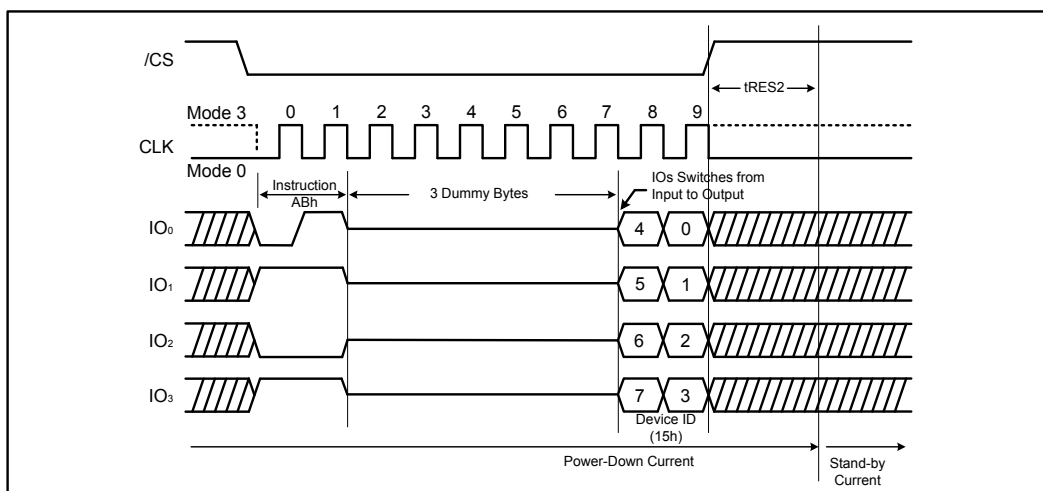 /CS
tRES2
Mode 3
0 1 2 3 4 5 6 7 8 9
CLK
Mode 0
Instruction
ABh
3 Dummy Bytes
IOs Switches from
Input to Output
IO₀
4 0
IO₁
5 1
IO₂
6 2
IO₃
7 3
Device ID
(15h)
Power-Down Current
Stand-by
Current